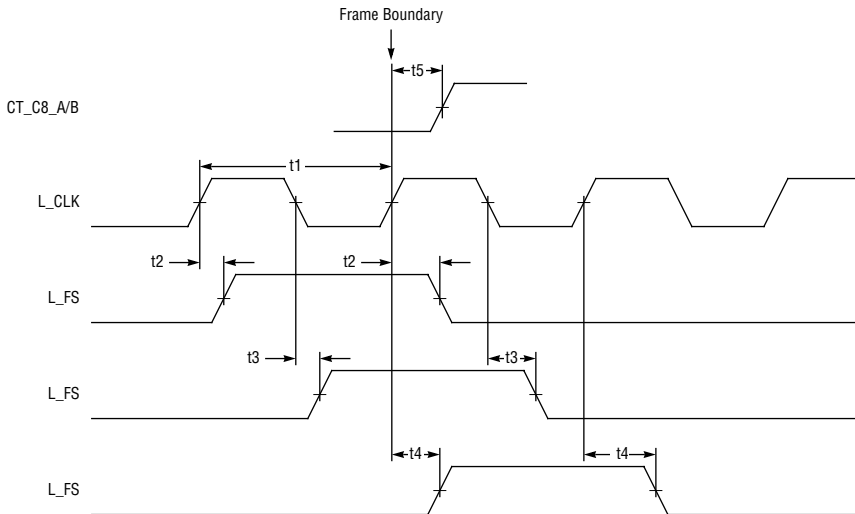 Frame Boundary
t5
CT_C8_A/B
t1
L_CLK
t2
t2
L_FS
t3
t3
L_FS
t4
t4
L_FS